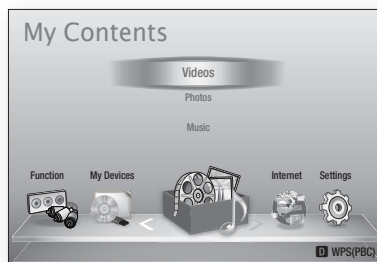 My Contents
Videos
Photos
Music
Function My Devices Internet Settings
D WPS(PBC)